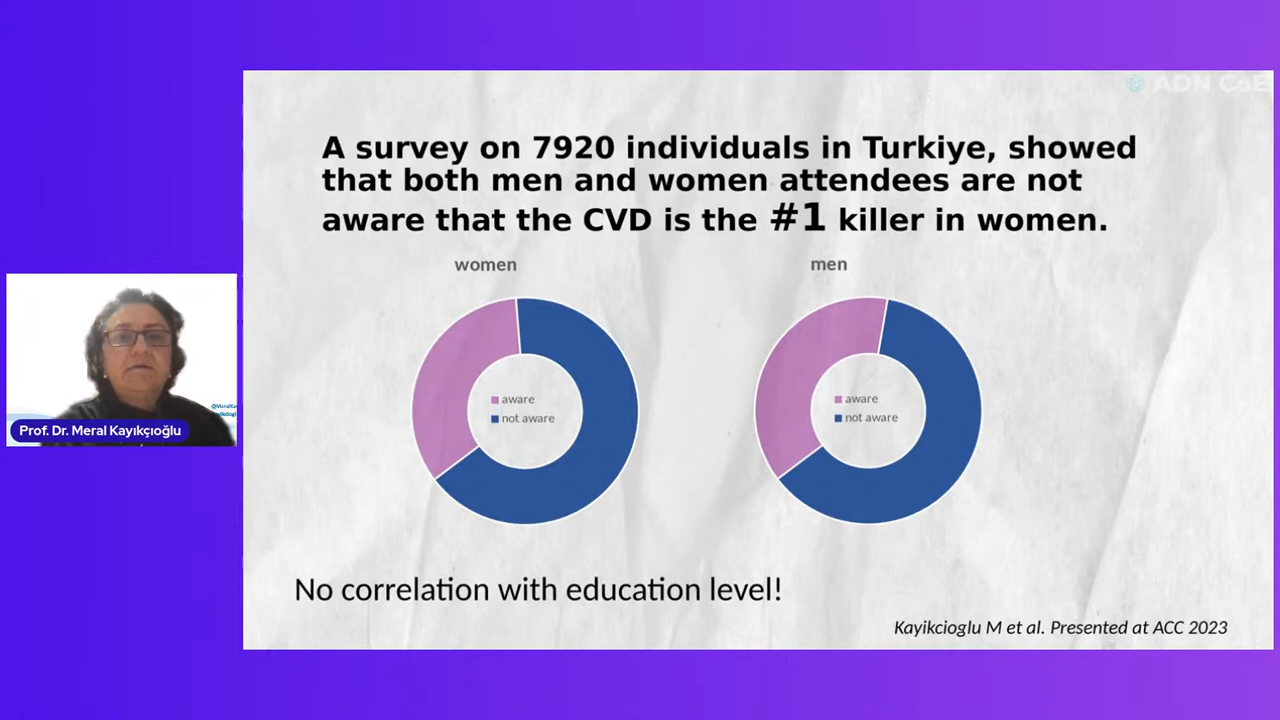 ADN CoE
A survey on 7920 individuals in Turkiye, showed
that both men and women attendees are not
aware that the CVD is the #1 killer in women.
women
men
aware
not aware
aware
not aware
Prof. Dr. Meral Kayıkçıoğlu
No correlation with education level!
Kayikcioglu M et al. Presented at ACC 2023